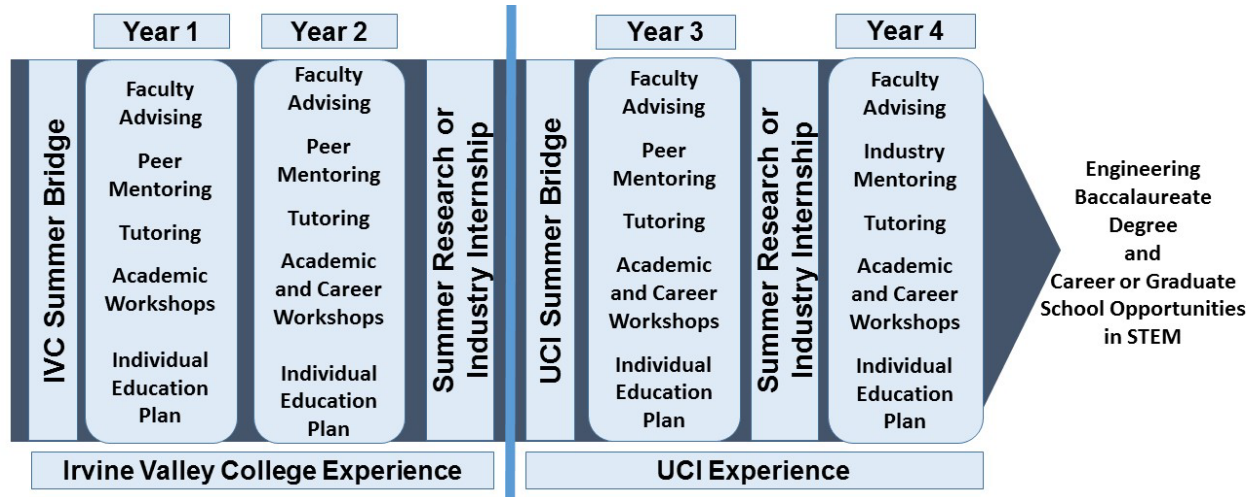 Year 1
Year 2
Year 3
Year 4
IVC Summer Bridge
Faculty
Advising
Peer
Mentoring
Tutoring
Academic
Workshops
Individual
Education
Plan
Faculty
Advising
Peer
Mentoring
Tutoring
Academic
and Career
Workshops
Individual
Education
Plan
Summer Research or
Industry Internship
UCI Summer Bridge
Faculty
Advising
Peer
Mentoring
Tutoring
Academic
and Career
Workshops
Individual
Education
Plan
Summer Research or
Industry Internship
Faculty
Advising
Industry
Mentoring
Tutoring
Academic
and Career
Workshops
Individual
Education
Plan
Engineering
Baccalaureate
Degree
and
Career or Graduate
School Opportunities
in STEM
Irvine Valley College Experience
UCI Experience